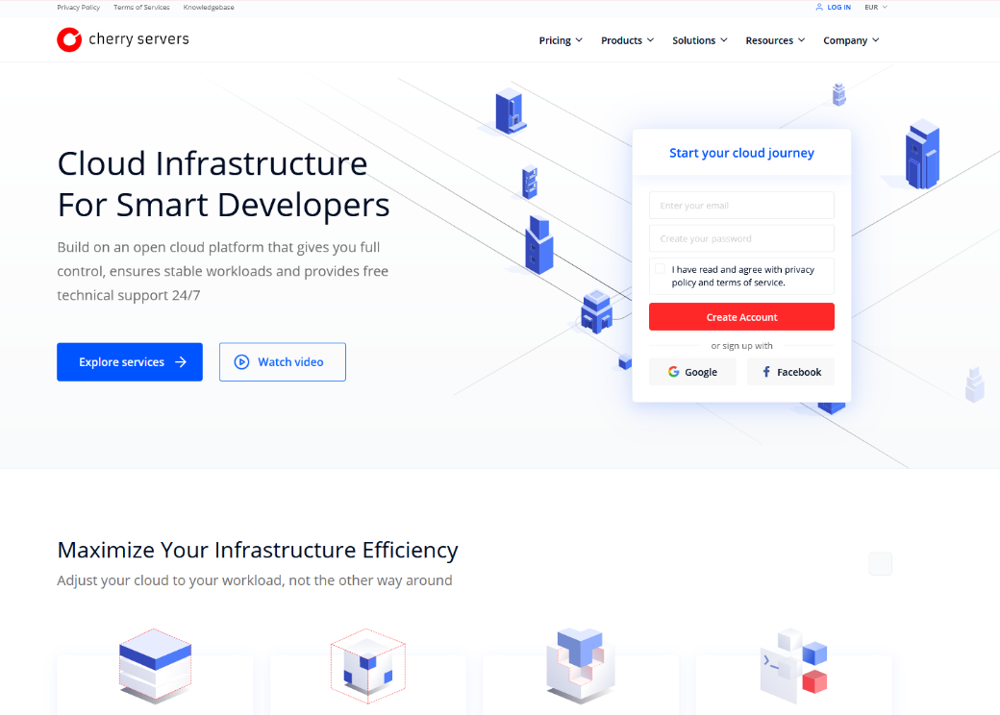 Privacy Policy Terms of Services Knowledgebase LOG IN EUR
cherry servers Pricing Products Solutions Resources Company
Cloud Infrastructure
For Smart Developers
Build on an open cloud platform that gives you full
control, ensures stable workloads and provides free
technical support 24/7
Explore services
Watch video
Start your cloud journey
Enter your email
Create your password
I have read and agree with privacy
policy and terms of service.
Create Account
or sign up with
Google Facebook
Maximize Your Infrastructure Efficiency
Adjust your cloud to your workload, not the other way around